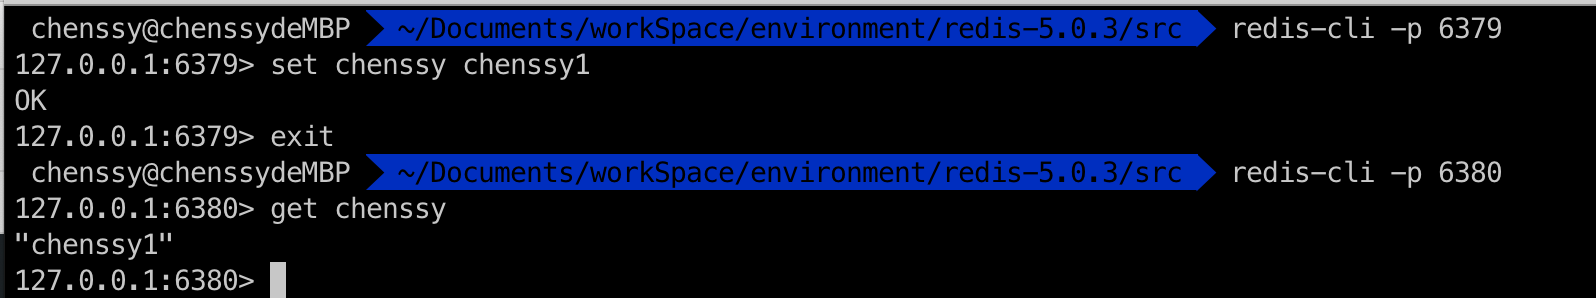 chenssy@chenssydeMBP ~/Documents/workSpace/environment/redis-5.0.3/src redis-cli -p 6379
127.0.0.1:6379> set chenssy chenssy1
OK
127.0.0.1:6379> exit
chenssy@chenssydeMBP ~/Documents/workSpace/environment/redis-5.0.3/src redis-cli -p 6380
127.0.0.1:6380> get chenssy
"chenssy1"
127.0.0.1:6380>